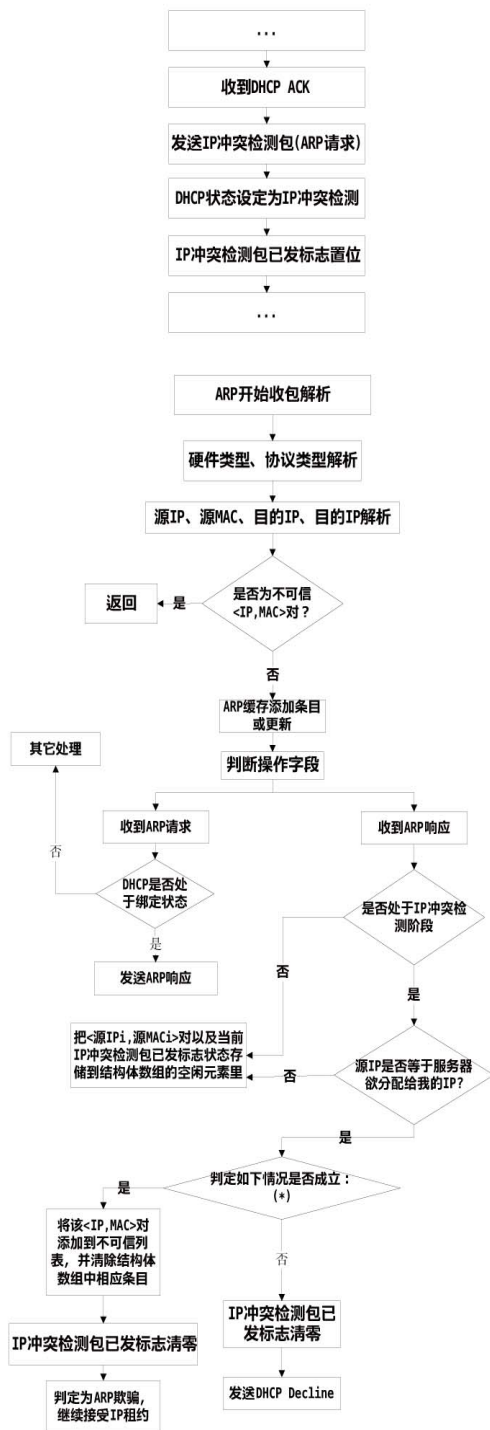 ...
收到DHCP ACK
发送IP冲突检测包(ARP请求)
DHCP状态设定为IP冲突检测
IP冲突检测包已发标志置位
...
ARP开始收包解析
硬件类型、协议类型解析
源IP、源MAC、目的IP、目的IP解析
是否为不可信
<IP,MAC>对？
是
返回
否
ARP缓存添加条目
或更新
判断操作字段
其它处理
收到ARP请求
收到ARP响应
否
DHCP是否处
于绑定状态
是否处于IP冲突检
测阶段
是
发送ARP响应
否
是
把<源IPi,源MACi>对以及当前
IP冲突检测包已发标志状态存
储到结构体数组的空闲元素里
源IP是否等于服务器
欲分配给我的IP?
否
是
判定如下情况是否成立：
(*)
是
将该<IP,MAC>对
添加到不可信列
表，并清除结构体
数组中相应条目
否
IP冲突检测包已
发标志清零
IP冲突检测包已发标志清零
发送DHCP Decline
判定为ARP欺骗，
继续接受IP租约